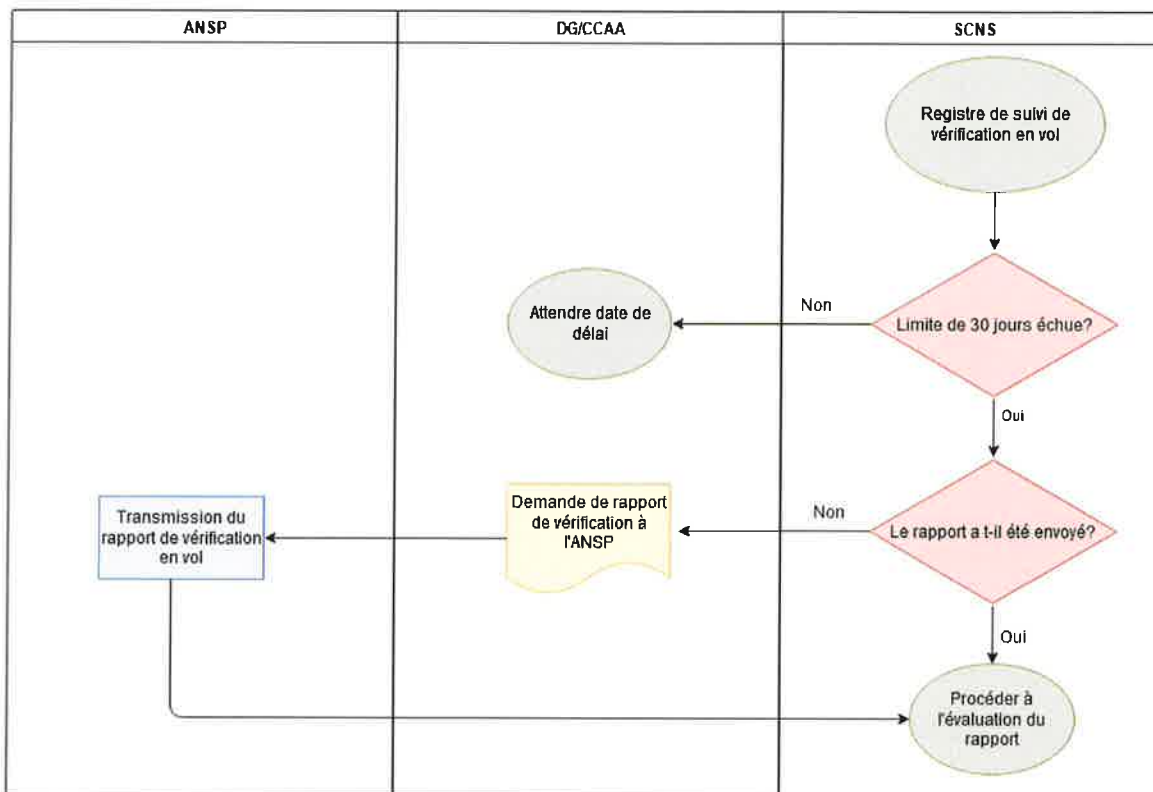 ANSP
DG/CCAA
SCNS
Registre de suivi de
vérification en vol
Non
Attendre date de
délai
Limite de 30 jours échue?
Oui
Transmission du
rapport de vérification
en vol
Demande de rapport
de vérification à
l'ANSP
Non
Le rapport a t-il été envoyé?
Oui
Procéder à
l'évaluation du
rapport